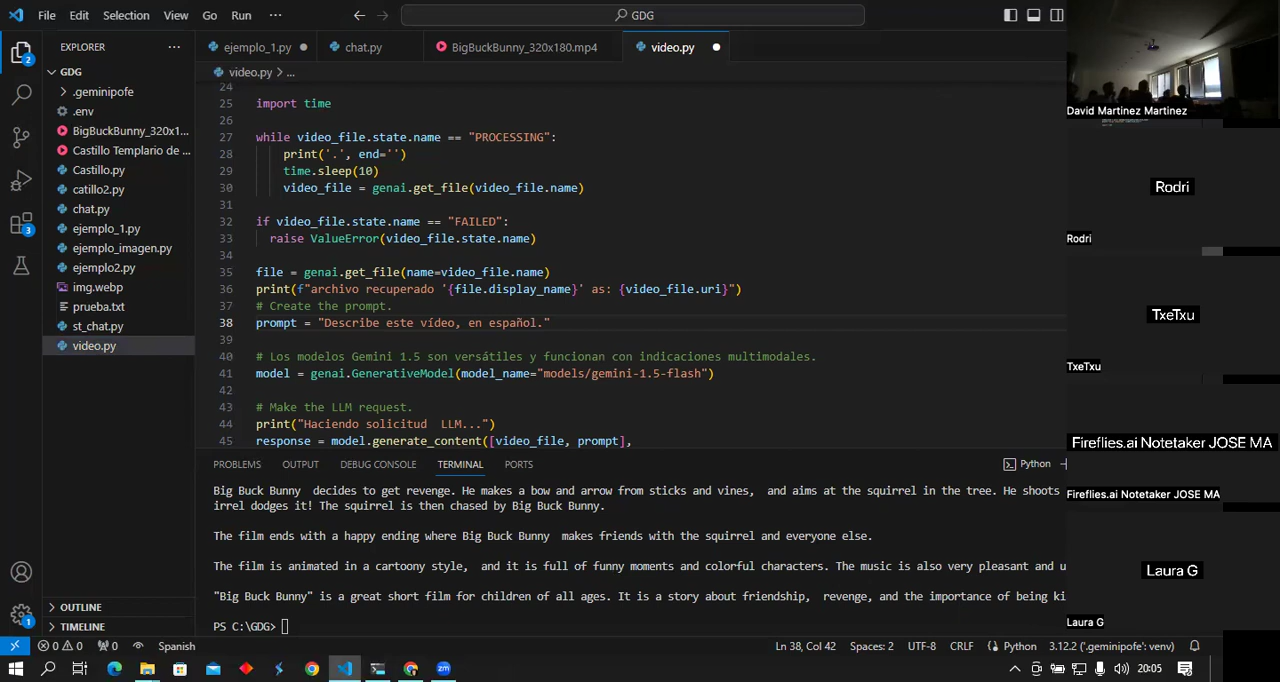 File Edit Selection View Go Run ··· GDG
EXPLORER ···
GDG
.geminipofe
.env
BigBuckBunny_320x1...
Castillo Templario de ...
Castillo.py
catillo2.py
chat.py
ejemplo_1.py
ejemplo_imagen.py
ejemplo2.py
img.webp
prueba.txt
st_chat.py
video.py
OUTLINE
TIMELINE
2
3
1
ejemplo_1.py chat.py BigBuckBunny_320x180.mp4 video.py
video.py > ...
24
25 import time
26
27 while video_file.state.name == "PROCESSING":
28 print('.', end='')
29 time.sleep(10)
30 video_file = genai.get_file(video_file.name)
31
32 if video_file.state.name == "FAILED":
33 raise ValueError(video_file.state.name)
34
35 file = genai.get_file(name=video_file.name)
36 print(f"archivo recuperado '{file.display_name}' as: {video_file.uri}")
37 # Create the prompt.
38 prompt = "Describe este vídeo, en español."
39
40 # Los modelos Gemini 1.5 son versátiles y funcionan con indicaciones multimodales.
41 model = genai.GenerativeModel(model_name="models/gemini-1.5-flash")
42
43 # Make the LLM request.
44 print("Haciendo solicitud  LLM...")
45 response = model.generate_content([video_file, prompt],
PROBLEMS OUTPUT DEBUG CONSOLE TERMINAL PORTS Python
Big Buck Bunny  decides to get revenge. He makes a bow and arrow from sticks and vines,  and aims at the squirrel in the tree. He shoots
irrel dodges it! The squirrel is then chased by Big Buck Bunny.
The film ends with a happy ending where Big Buck Bunny  makes friends with the squirrel and everyone else.
The film is animated in a cartoony style,  and it is full of funny moments and colorful characters. The music is also very pleasant and u
"Big Buck Bunny" is a great short film for children of all ages. It is a story about friendship,  revenge, and the importance of being ki
PS C:\GDG>
0 0 0 Spanish Ln 38, Col 42 Spaces: 2 UTF-8 CRLF Python 3.12.2 ('.geminipofe': venv)
20:05
David Martinez Martinez
Rodri
Rodri
TxeTxu
TxeTxu
Fireflies.ai Notetaker JOSE MA
Fireflies.ai Notetaker JOSE MA
Laura G
Laura G